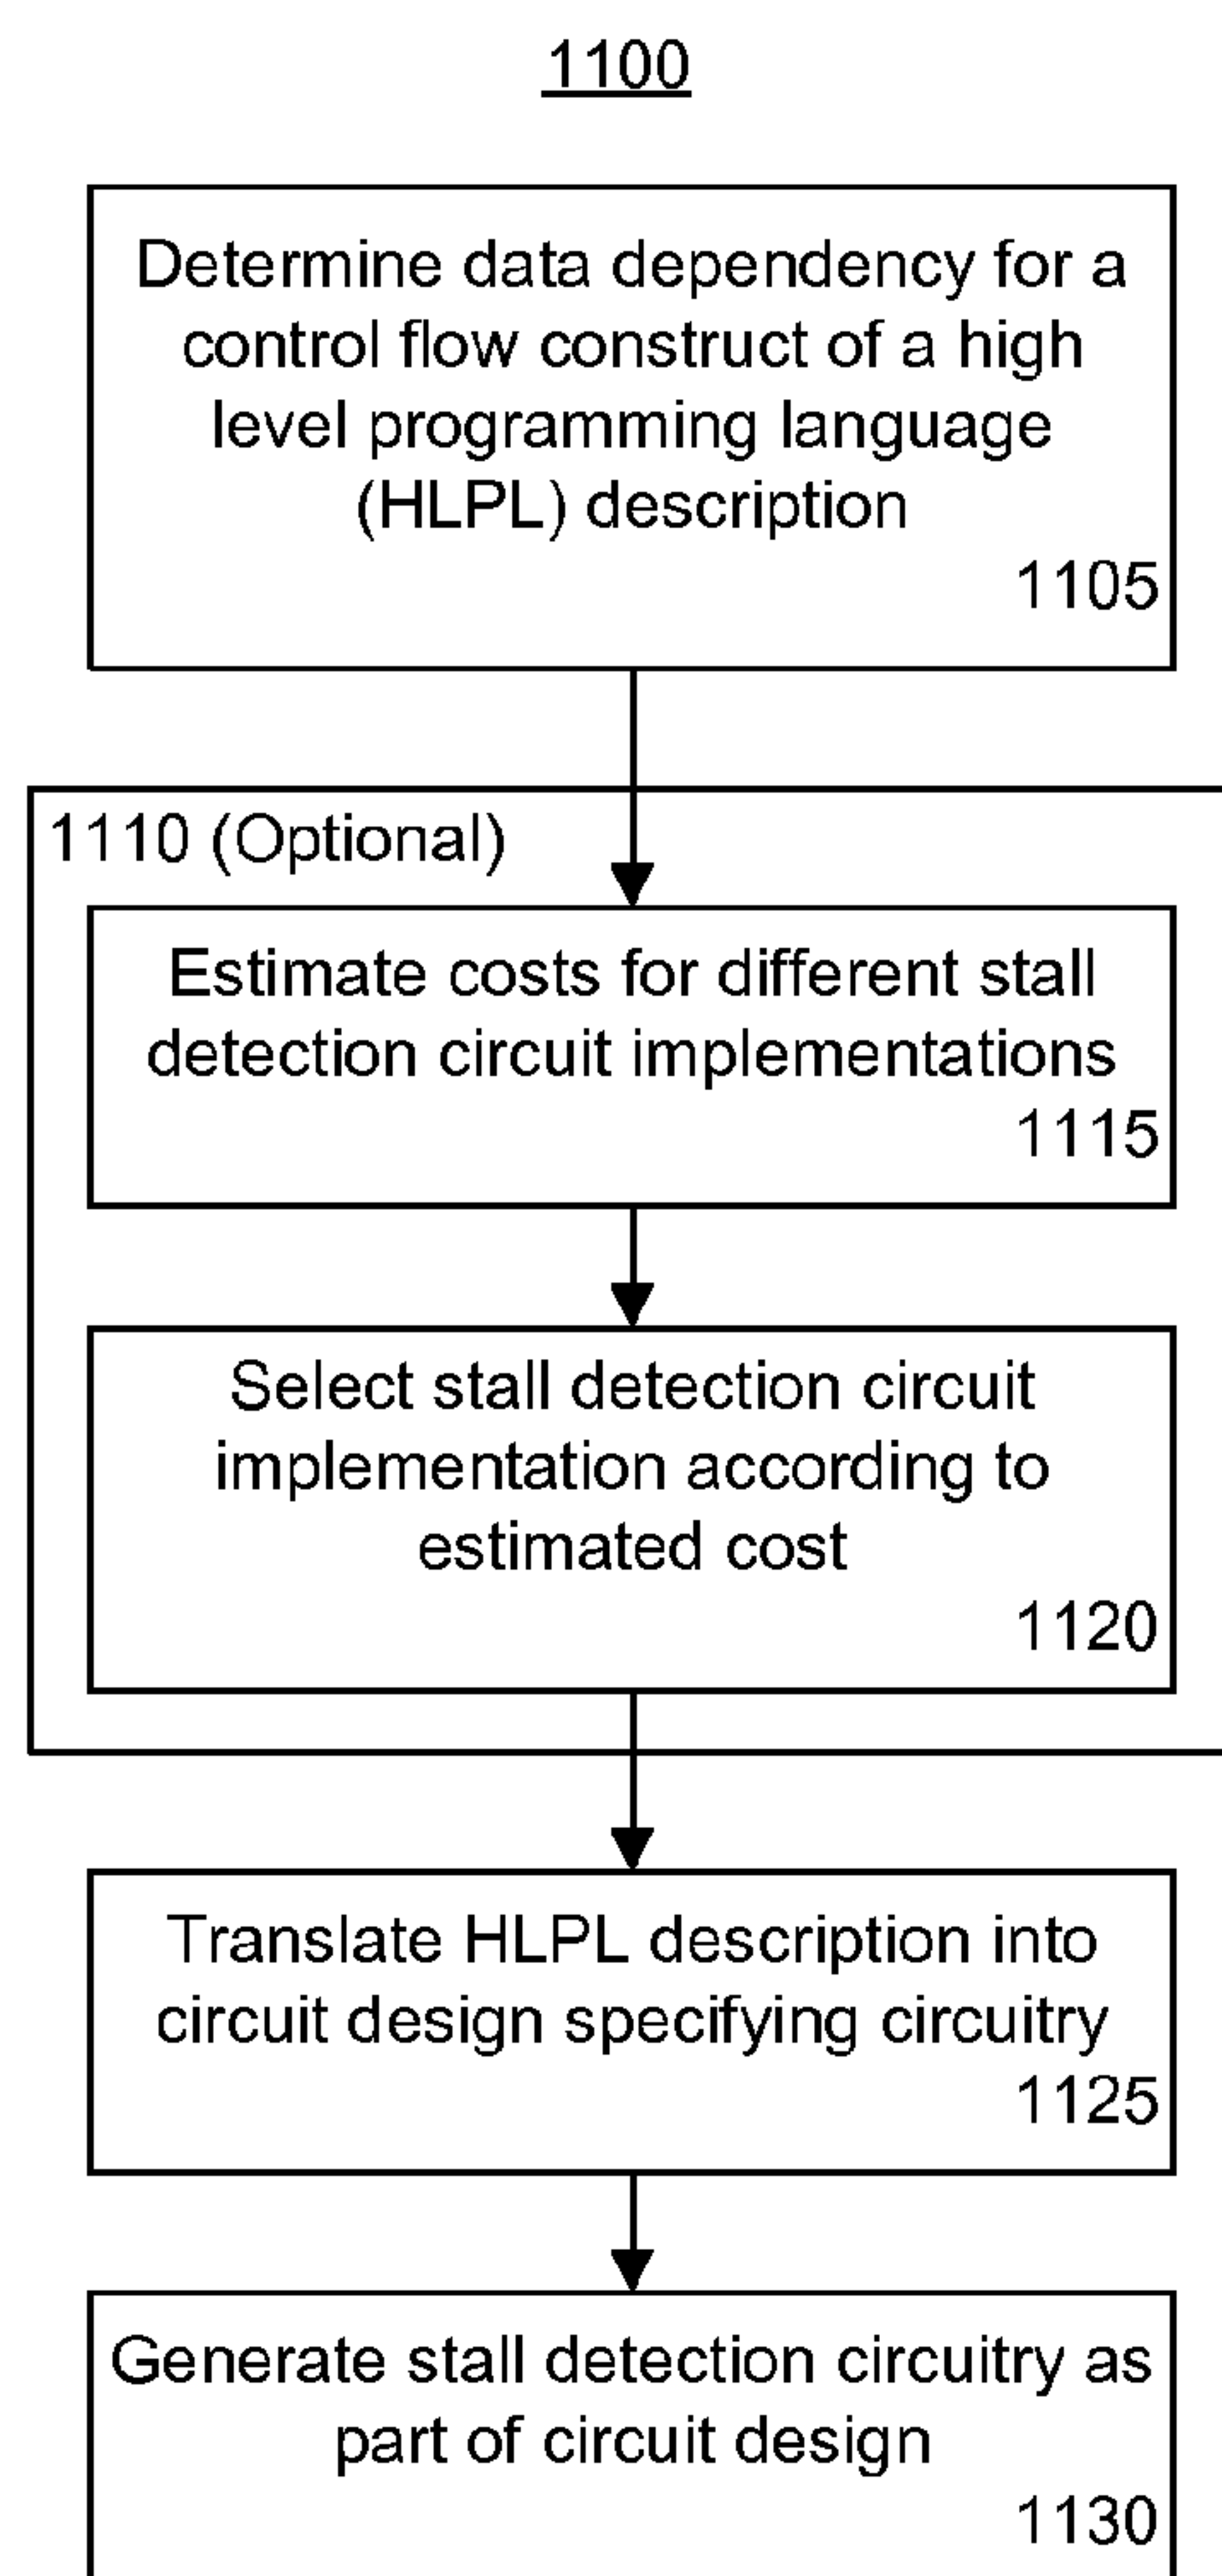 1100
Determine data dependency for a
control flow construct of a high
level programming language
(HLPL) description
1105
1110 (Optional)
Estimate costs for different stall
detection circuit implementations
1115
Select stall detection circuit
implementation according to
estimated cost
1120
Translate HLPL description into
circuit design specifying circuitry
1125
Generate stall detection circuitry as
part of circuit design
1130